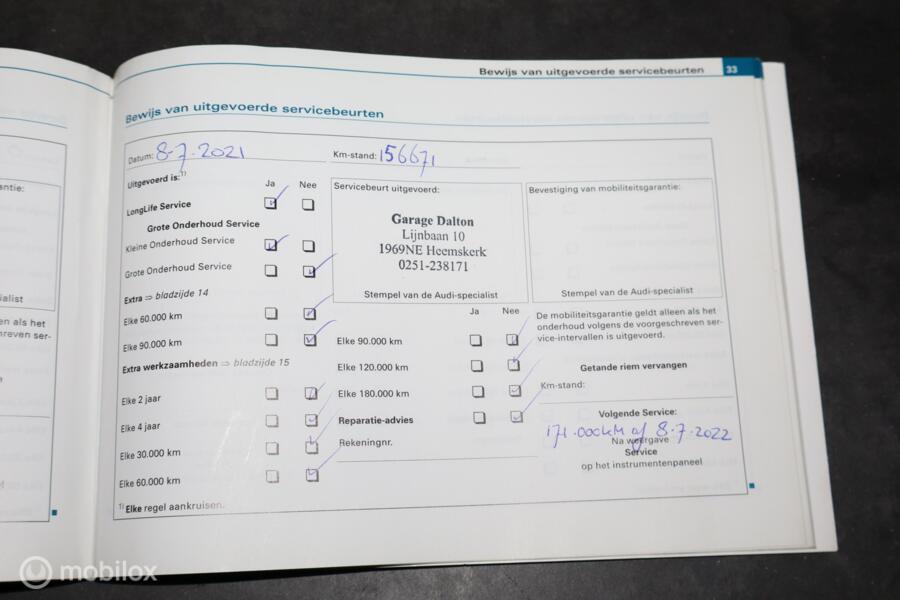 Bewijs van uitgevoerde servicebeurten 33
Bewijs van uitgevoerde servicebeurten
Datum: 8-7-2021
Km-stand: 156671
Uitgevoerd is: 1)
Ja Nee
LongLife Service
Grote Onderhoud Service
Kleine Onderhoud Service
Grote Onderhoud Service
Extra ⇒ bladzijde 14
Elke 60.000 km
Elke 90.000 km
Extra werkzaamheden ⇒ bladzijde 15
Elke 2 jaar
Elke 4 jaar
Elke 30.000 km
Elke 60.000 km
1) Elke regel aankruisen.
Servicebeurt uitgevoerd:
Garage Dalton
Lijnbaan 10
1969NE Heemskerk
0251-238171
Stempel van de Audi-specialist
Ja Nee
Elke 90.000 km
Elke 120.000 km
Elke 180.000 km
Reparatie-advies
Rekeningnr.
Bevestiging van mobiliteitsgarantie:
Stempel van de Audi-specialist
De mobiliteitsgarantie geldt alleen als het
onderhoud volgens de voorgeschreven ser-
vice-intervallen is uitgevoerd.
Getande riem vervangen
Km-stand:
Volgende Service:
171.000KM of 8-7-2022
Na weergave
Service
op het instrumentenpaneel
ntie:
ialist
en als het
hreven ser-
mobilox